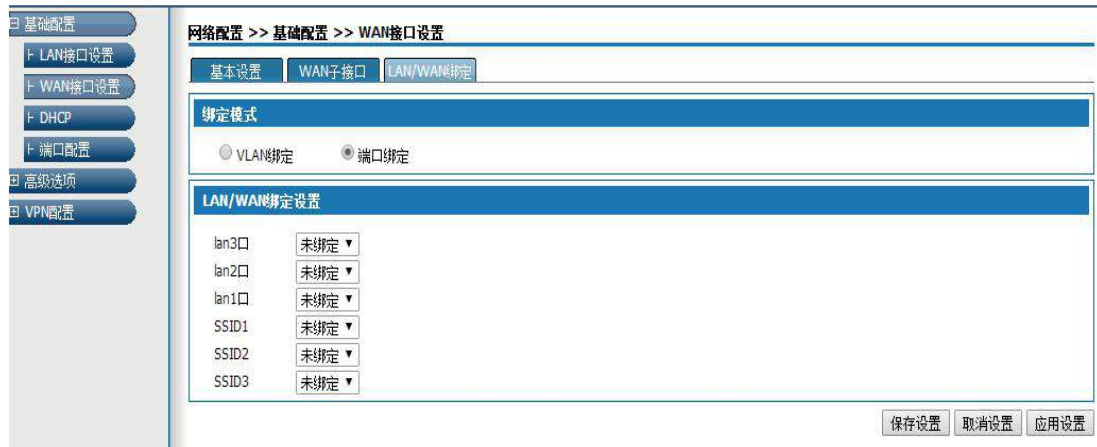 基础配置
LAN接口设置
WAN接口设置
DHCP
端口配置
高级选项
VPN配置
网络配置 >> 基础配置 >> WAN接口设置
基本设置 WAN子接口 LAN/WAN绑定
绑定模式
VLAN绑定 端口绑定
LAN/WAN绑定设置
lan3口 未绑定
lan2口 未绑定
lan1口 未绑定
SSID1 未绑定
SSID2 未绑定
SSID3 未绑定
保存设置 取消设置 应用设置